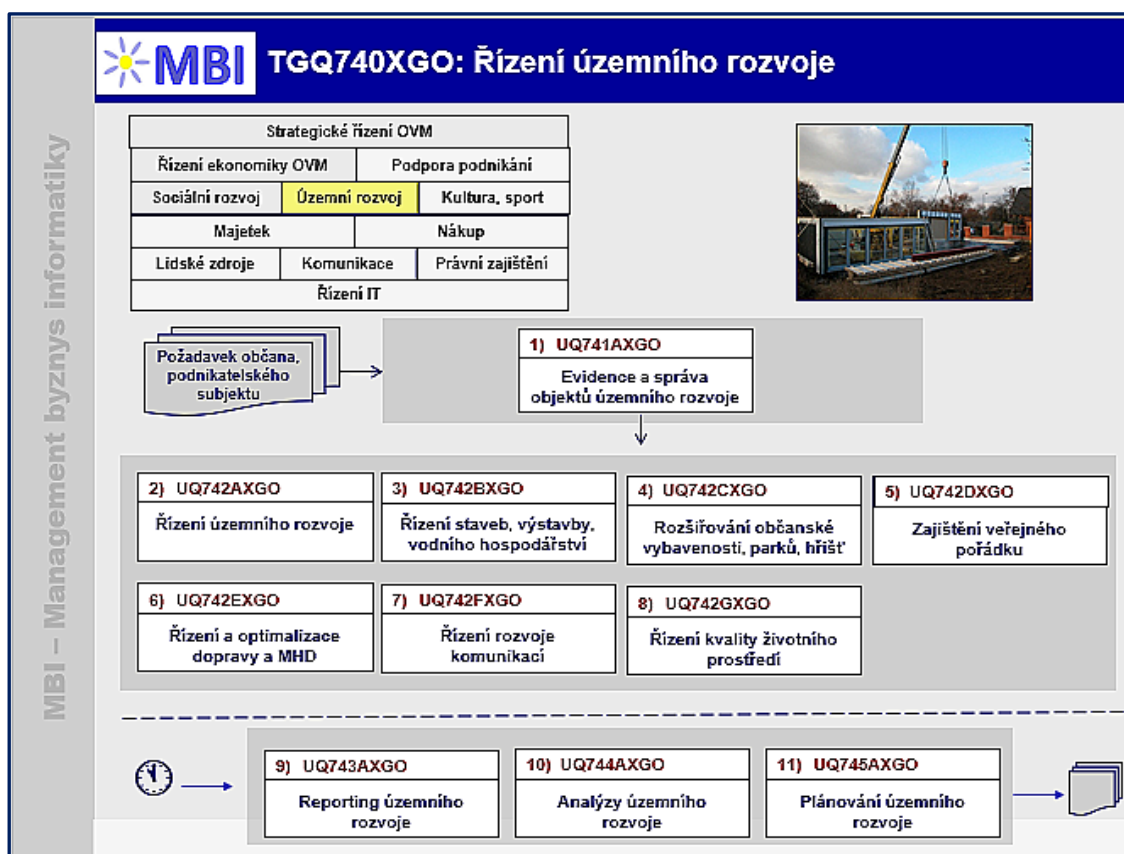 MBI – Management byznys informatiky
MBI
TGQ740XGO: Řízení územního rozvoje
Strategické řízení OVM
Řízení ekonomiky OVM
Podpora podnikání
Sociální rozvoj
Územní rozvoj
Kultura, sport
Majetek
Nákup
Lidské zdroje
Komunikace
Právní zajištění
Řízení IT
Požadavek občana,
podnikatelského
subjektu
1) UQ741AXGO
Evidence a správa
objektů územního rozvoje
2) UQ742AXGO
Řízení územního rozvoje
3) UQ742BXGO
Řízení staveb, výstavby,
vodního hospodářství
4) UQ742CXGO
Rozšiřování občanské
vybavenosti, parků, hřišť
5) UQ742DXGO
Zajištění veřejného
pořádku
6) UQ742EXGO
Řízení a optimalizace
dopravy a MHD
7) UQ742FXGO
Řízení rozvoje
komunikací
8) UQ742GXGO
Řízení kvality životního
prostředí
9) UQ743AXGO
Reporting územního
rozvoje
10) UQ744AXGO
Analýzy územního
rozvoje
11) UQ745AXGO
Plánování územního
rozvoje